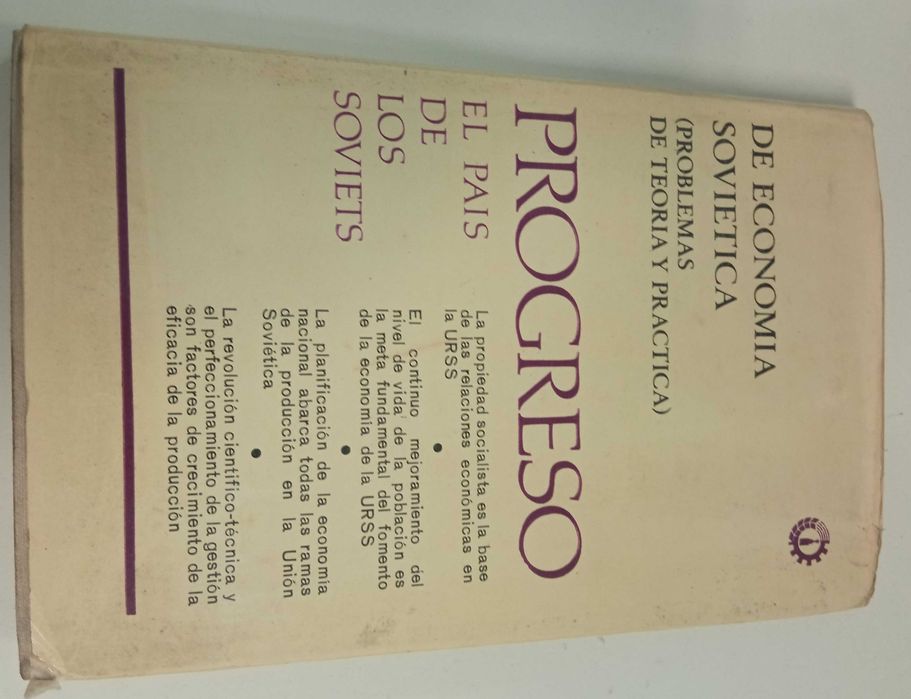 DE ECONOMIA
SOVIETICA
(PROBLEMAS
DE TEORIA Y PRACTICA)
PROGRESO
EL PAIS
DE
LOS
SOVIETS
La propiedad socialista es la base
de las relaciones económicas en
la URSS
El continuo mejoramiento del
nivel de vida de la población es
la meta fundamental del fomento
de la economía de la URSS
La planificación de la economía
nacional abarca todas las ramas
de la producción en la Unión
Soviética
La revolución científico-técnica y
el perfeccionamiento de la gestión
son factores de crecimiento de la
eficacia de la producción